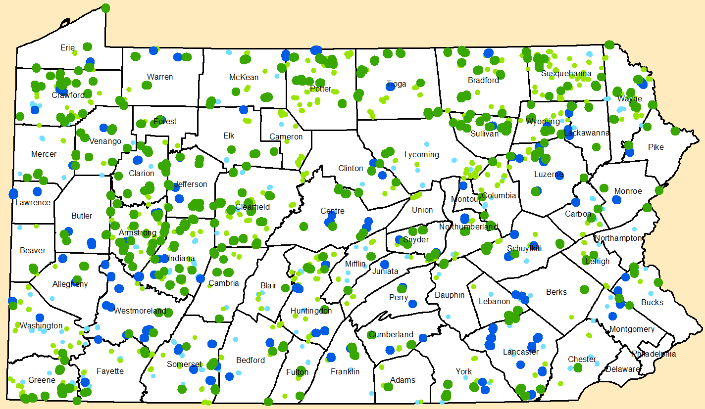 Erie
Warren
McKean
Potter
Tioga
Bradford
Susquehanna
Crawford
Wayne
Forest
Elk
Cameron
Wyoming
Lackawanna
Venango
Sullivan
Mercer
Clarion
Clinton
Lycoming
Pike
Jefferson
Luzerne
Lawrence
Butler
Clearfield
Centre
Union
Montour
Columbia
Monroe
Carbon
Armstrong
Snyder
Northumberland
Northampton
Beaver
Indiana
Mifflin
Schuylkill
Lehigh
Allegheny
Cambria
Blair
Juniata
Dauphin
Berks
Perry
Lebanon
Bucks
Westmoreland
Huntingdon
Washington
Montgomery
Cumberland
Lancaster
Philadelphia
Bedford
Somerset
Chester
Delaware
Greene
Fayette
Fulton
Franklin
Adams
York